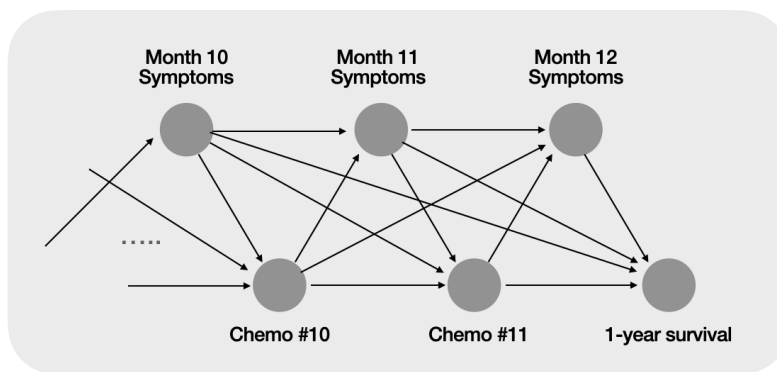 Month 10
Symptoms
Month 11
Symptoms
Month 12
Symptoms
.....
Chemo #10
Chemo #11
1-year survival